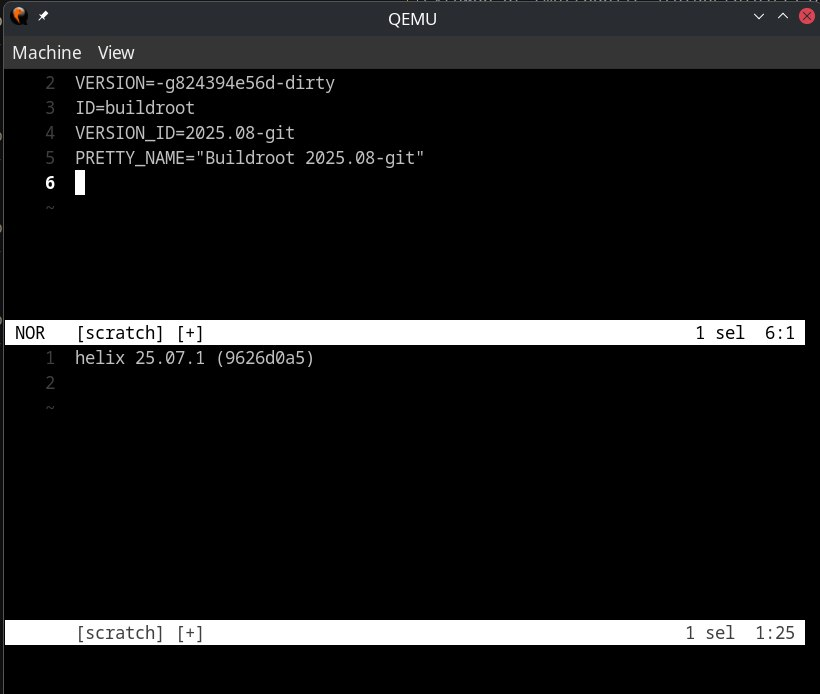 QEMU
Machine View
2 VERSION=-g824394e56d-dirty
3 ID=buildroot
4 VERSION_ID=2025.08-git
5 PRETTY_NAME="Buildroot 2025.08-git"
6
~
NOR [scratch] [+] 1 sel 6:1
1 helix 25.07.1 (9626d0a5)
2
~
[scratch] [+] 1 sel 1:25